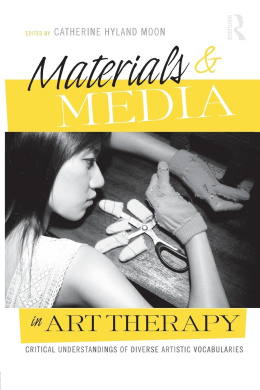 EDITED BY CATHERINE HYLAND MOON
Materials &
MEDIA
in ART THERAPY
CRITICAL UNDERSTANDINGS OF DIVERSE ARTISTIC VOCABULARIES